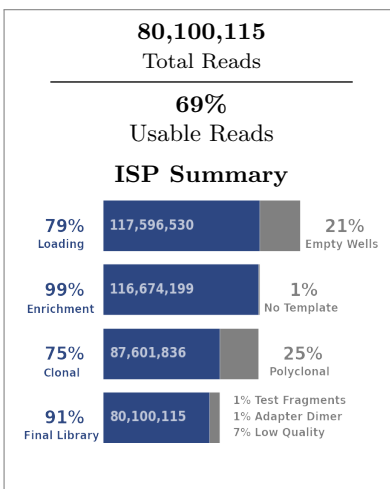 80,100,115
Total Reads
69%
Usable Reads
ISP Summary
79% 117,596,530 21%
Loading Empty Wells
99% 116,674,199 1%
Enrichment No Template
75% 87,601,836 25%
Clonal Polyclonal
1% Test Fragments
91% 80,100,115 1% Adapter Dimer
Final Library 7% Low Quality